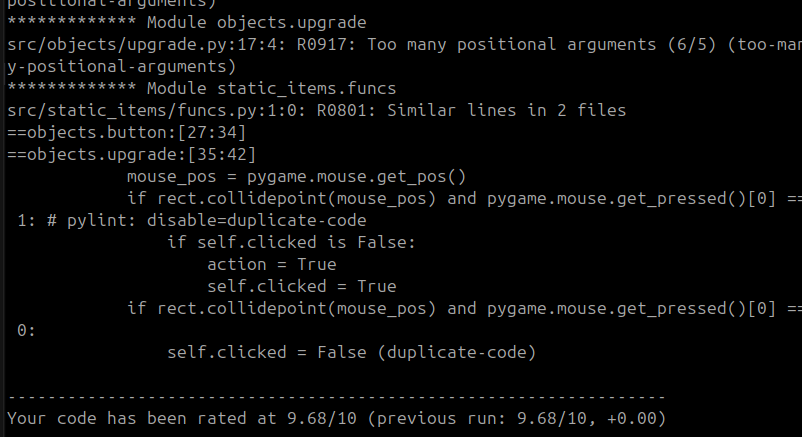 positional-arguments)
************* Module objects.upgrade
src/objects/upgrade.py:17:4: R0917: Too many positional arguments (6/5) (too-man
y-positional-arguments)
************* Module static_items.funcs
src/static_items/funcs.py:1:0: R0801: Similar lines in 2 files
==objects.button:[27:34]
==objects.upgrade:[35:42]
            mouse_pos = pygame.mouse.get_pos()
            if rect.collidepoint(mouse_pos) and pygame.mouse.get_pressed()[0] ==
 1: # pylint: disable=duplicate-code
                if self.clicked is False:
                    action = True
                    self.clicked = True
            if rect.collidepoint(mouse_pos) and pygame.mouse.get_pressed()[0] ==
 0:
                self.clicked = False (duplicate-code)

------------------------------------------------------------------
Your code has been rated at 9.68/10 (previous run: 9.68/10, +0.00)